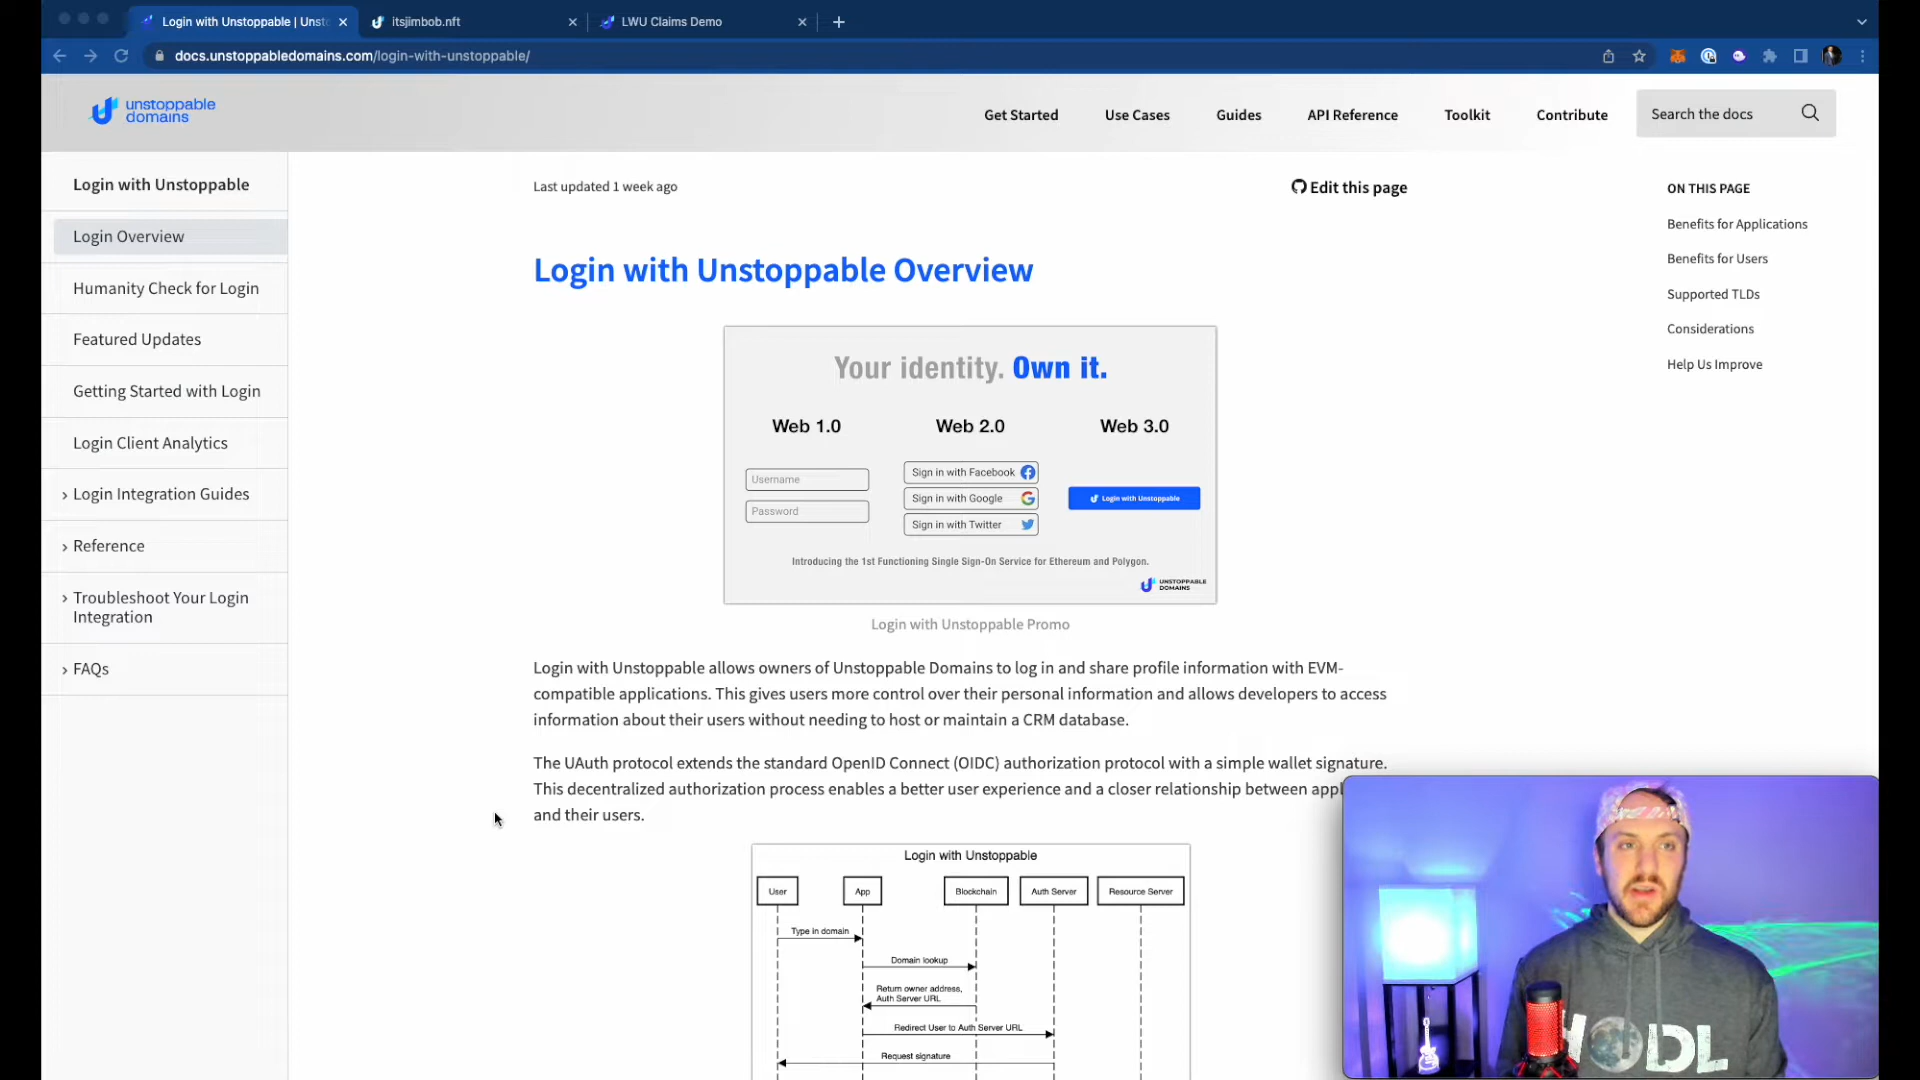 Login with Unstoppable | Unst
itsjimbob.nft
LWU Claims Demo
docs.unstoppabledomains.com/login-with-unstoppable/
unstoppable
domains
Get Started
Use Cases
Guides
API Reference
Toolkit
Contribute
Search the docs
Login with Unstoppable
Login Overview
Humanity Check for Login
Featured Updates
Getting Started with Login
Login Client Analytics
Login Integration Guides
Reference
Troubleshoot Your Login
Integration
FAQs
Last updated 1 week ago
Edit this page
Login with Unstoppable Overview
Your identity. Own it.
Web 1.0
Web 2.0
Web 3.0
Username
Password
Sign in with Facebook
Sign in with Google
Sign in with Twitter
Login with Unstoppable
Introducing the 1st Functioning Single Sign-On Service for Ethereum and Polygon.
UNSTOPPABLE
DOMAINS
Login with Unstoppable Promo
Login with Unstoppable allows owners of Unstoppable Domains to log in and share profile information with EVM-
compatible applications. This gives users more control over their personal information and allows developers to access
information about their users without needing to host or maintain a CRM database.
The UAuth protocol extends the standard OpenID Connect (OIDC) authorization protocol with a simple wallet signature.
This decentralized authorization process enables a better user experience and a closer relationship between appl
and their users.
Login with Unstoppable
User
App
Blockchain
Auth Server
Resource Server
Type in domain
Domain lookup
Return owner address,
Auth Server URL
Redirect User to Auth Server URL
Request signature
ON THIS PAGE
Benefits for Applications
Benefits for Users
Supported TLDs
Considerations
Help Us Improve
HODL